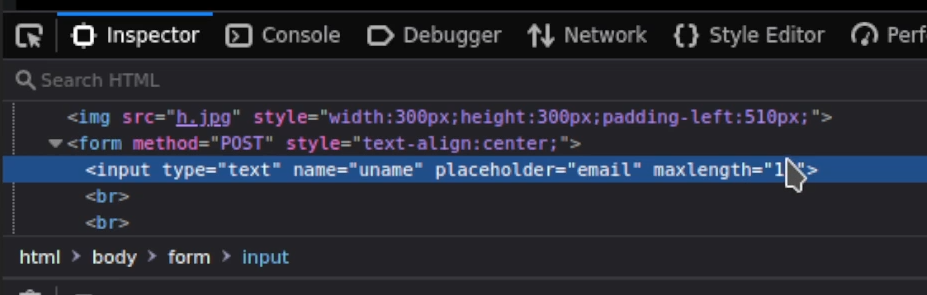 Inspector Console Debugger Network {} Style Editor
Search HTML
<img src="h.jpg" style="width:300px;height:300px;padding-left:510px;">
<form method="POST" style="text-align:center;">
<input type="text" name="uname" placeholder="email"
<br>
<br>
html > body > form > input